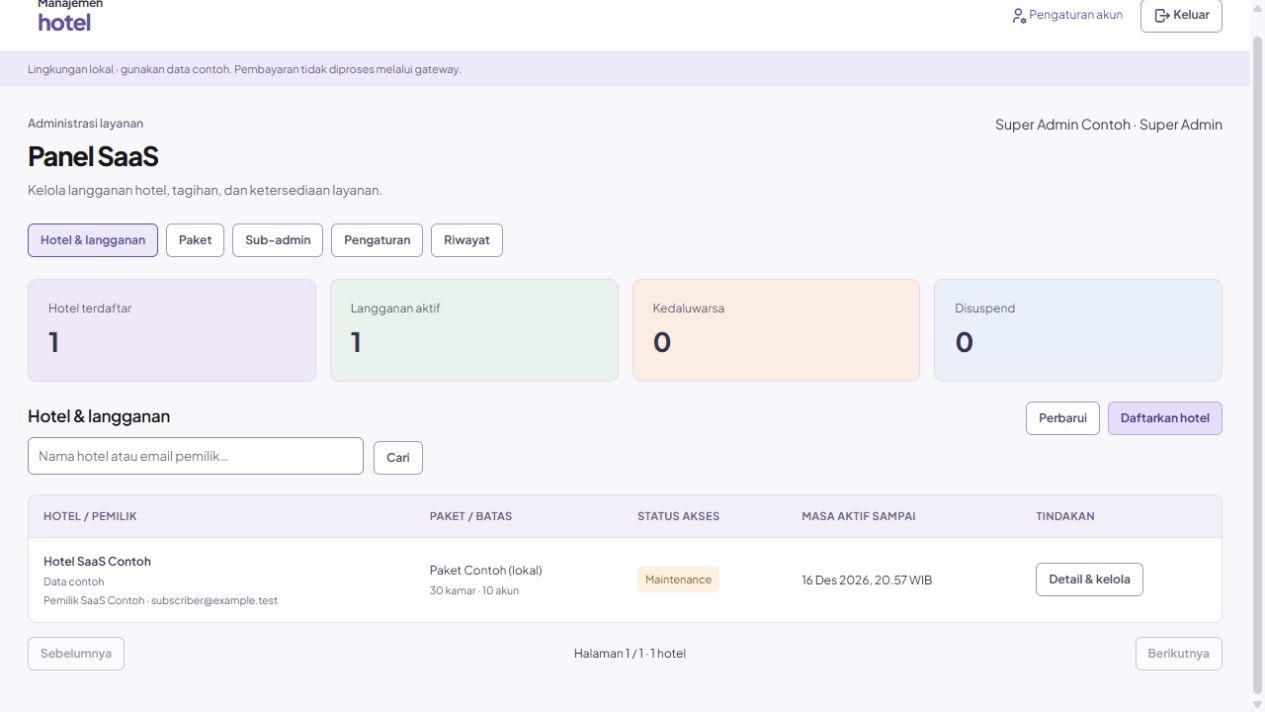 Manajemen
hotel
Pengaturan akun
Keluar
Lingkungan lokal · gunakan data contoh. Pembayaran tidak diproses melalui gateway.
Administrasi layanan
Super Admin Contoh · Super Admin
Panel SaaS
Kelola langganan hotel, tagihan, dan ketersediaan layanan.
Hotel & langganan
Paket
Sub-admin
Pengaturan
Riwayat
Hotel terdaftar
1
Langganan aktif
1
Kedaluwarsa
0
Disuspend
0
Hotel & langganan
Perbarui
Daftarkan hotel
Nama hotel atau email pemilik...
Cari
HOTEL / PEMILIK
PAKET / BATAS
STATUS AKSES
MASA AKTIF SAMPAI
TINDAKAN
Hotel SaaS Contoh
Data contoh
Pemilik SaaS Contoh · subscriber@example.test
Paket Contoh (lokal)
30 kamar · 10 akun
Maintenance
16 Des 2026, 20.57 WIB
Detail & kelola
Sebelumnya
Halaman 1 / 1 · 1 hotel
Berikutnya